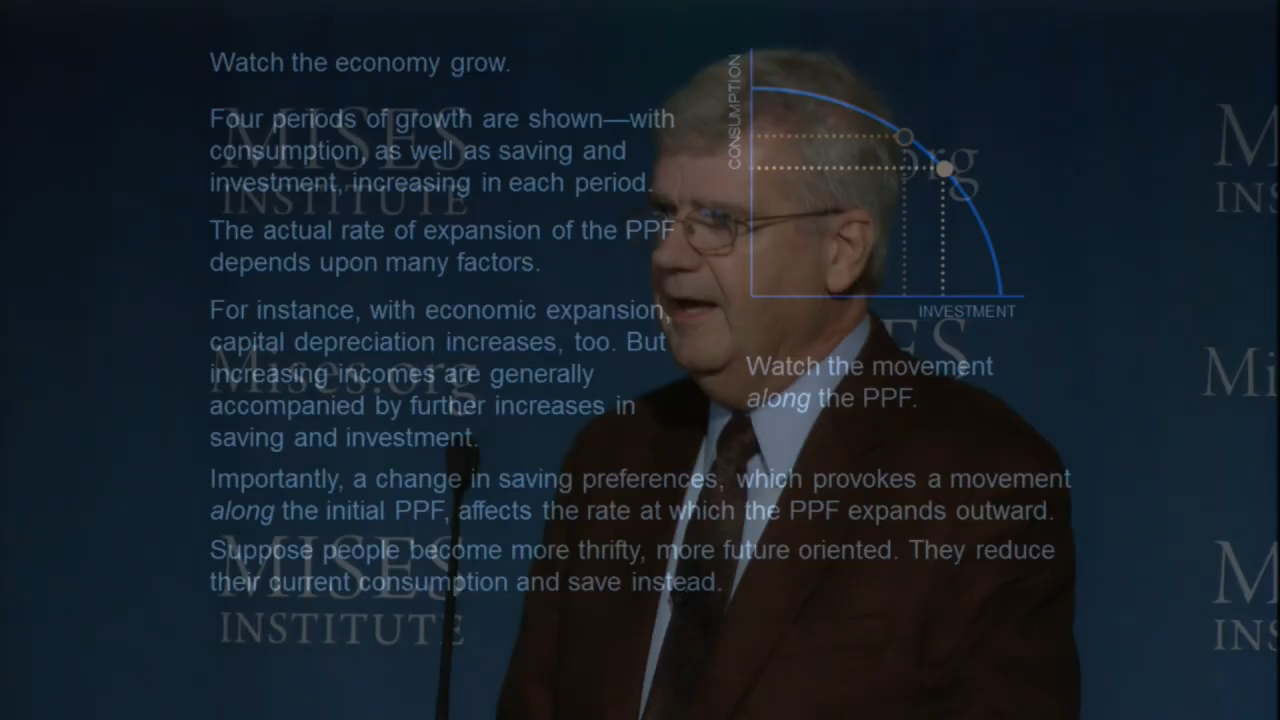 Watch the economy grow.
Four periods of growth are shown—with
consumption, as well as saving and
investment, increasing in each period.
The actual rate of expansion of the PPF
depends upon many factors.
For instance, with economic expansion,
capital depreciation increases, too. But
increasing incomes are generally
accompanied by further increases in
saving and investment.
Importantly, a change in saving preferences, which provokes a movement
along the initial PPF, affects the rate at which the PPF expands outward.
Suppose people become more thrifty, more future oriented. They reduce
their current consumption and save instead.
CONSUMPTION
INVESTMENT
Watch the movement
along the PPF.
MISES
INSTITUTE
Mises.org
MISES
INSTITUTE
org
ES
M
INS
Mi
M
INS